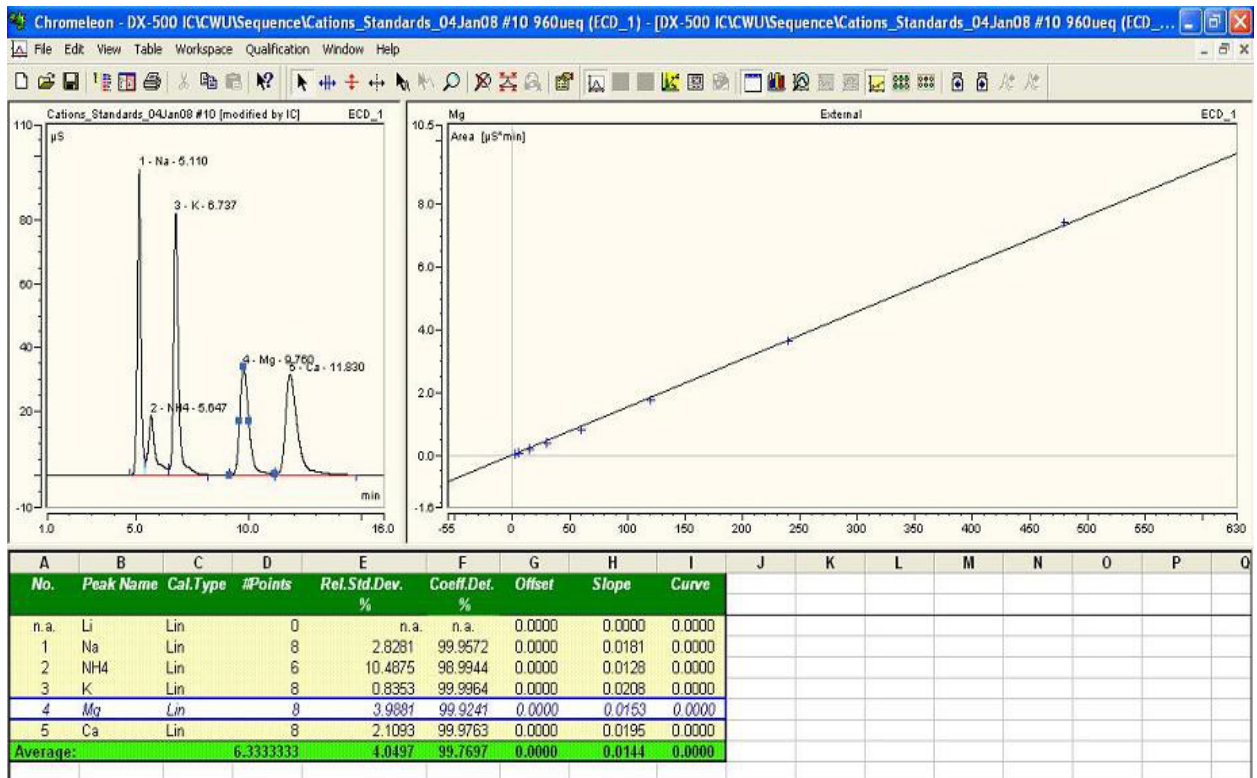 Chromeleon - DX-500 IC\CWU\Sequence\Cations_Standards_04Jan08 #10 960ueq (ECD_1) - [DX-500 IC\CWU\Sequence\Cations_Standards_04Jan08 #10 960ueq (ECD_...
File Edit View Table Workspace Qualification Window Help
Cations_Standards_04Jan08 #10 [modified by IC] ECD_1
110
µS
1 - Na - 5.110
3 - K - 6.737
80
60
40
4 - Mg - 9.760
5 - Ca - 11.830
20
2 - NH4 - 5.647
min
-10
1.0 5.0 10.0 16.0
Mg External ECD_1
10.5
Area [µS*min]
8.0
6.0
4.0
2.0
0.0
-1.6
-55 0 50 100 150 200 250 300 350 400 450 500 550 630
A B C D E F G H I J K L M N O P Q
No. Peak Name Cal.Type #Points Rel.Std.Dev. Coeff.Det. Offset Slope Curve
% %
n.a. Li Lin 0 n.a. n.a. 0.0000 0.0000 0.0000
1 Na Lin 8 2.8281 99.9572 0.0000 0.0181 0.0000
2 NH4 Lin 6 10.4875 98.9944 0.0000 0.0128 0.0000
3 K Lin 8 0.8353 99.9964 0.0000 0.0208 0.0000
4 Mg Lin 8 3.9881 99.9241 0.0000 0.0153 0.0000
5 Ca Lin 8 2.1093 99.9763 0.0000 0.0195 0.0000
Average: 6.3333333 4.0497 99.7697 0.0000 0.0144 0.0000